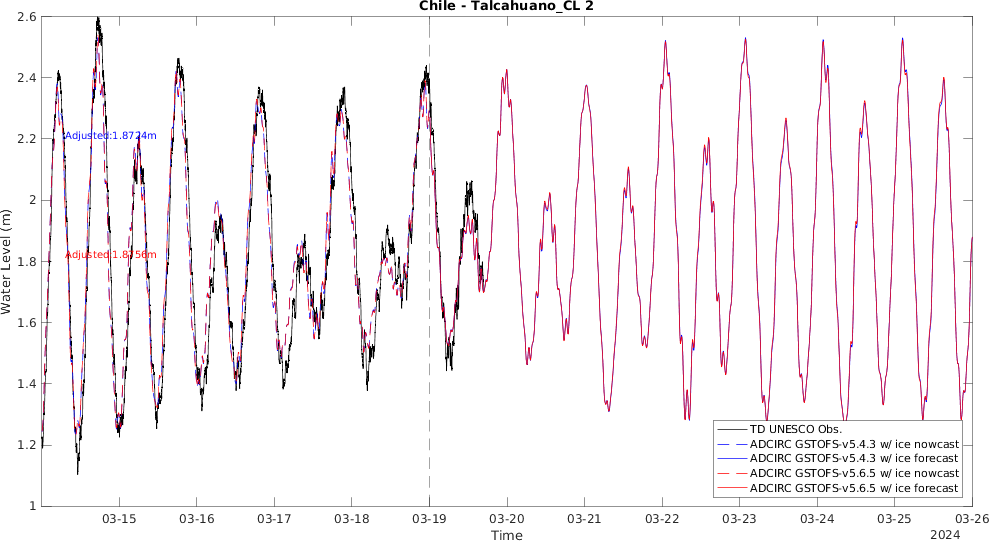 Chile - Talcahuano_CL 2
2.6
2.4
2.2
2
1.8
1.6
1.4
1.2
1
Water Level (m)
Adjusted:1.8724m
Adjusted:1.8756m
TD UNESCO Obs.
ADCIRC GSTOFS-v5.4.3 w/ ice nowcast
ADCIRC GSTOFS-v5.4.3 w/ ice forecast
ADCIRC GSTOFS-v5.6.5 w/ ice nowcast
ADCIRC GSTOFS-v5.6.5 w/ ice forecast
03-15 03-16 03-17 03-18 03-19 03-20 03-21 03-22 03-23 03-24 03-25 03-26
Time
2024